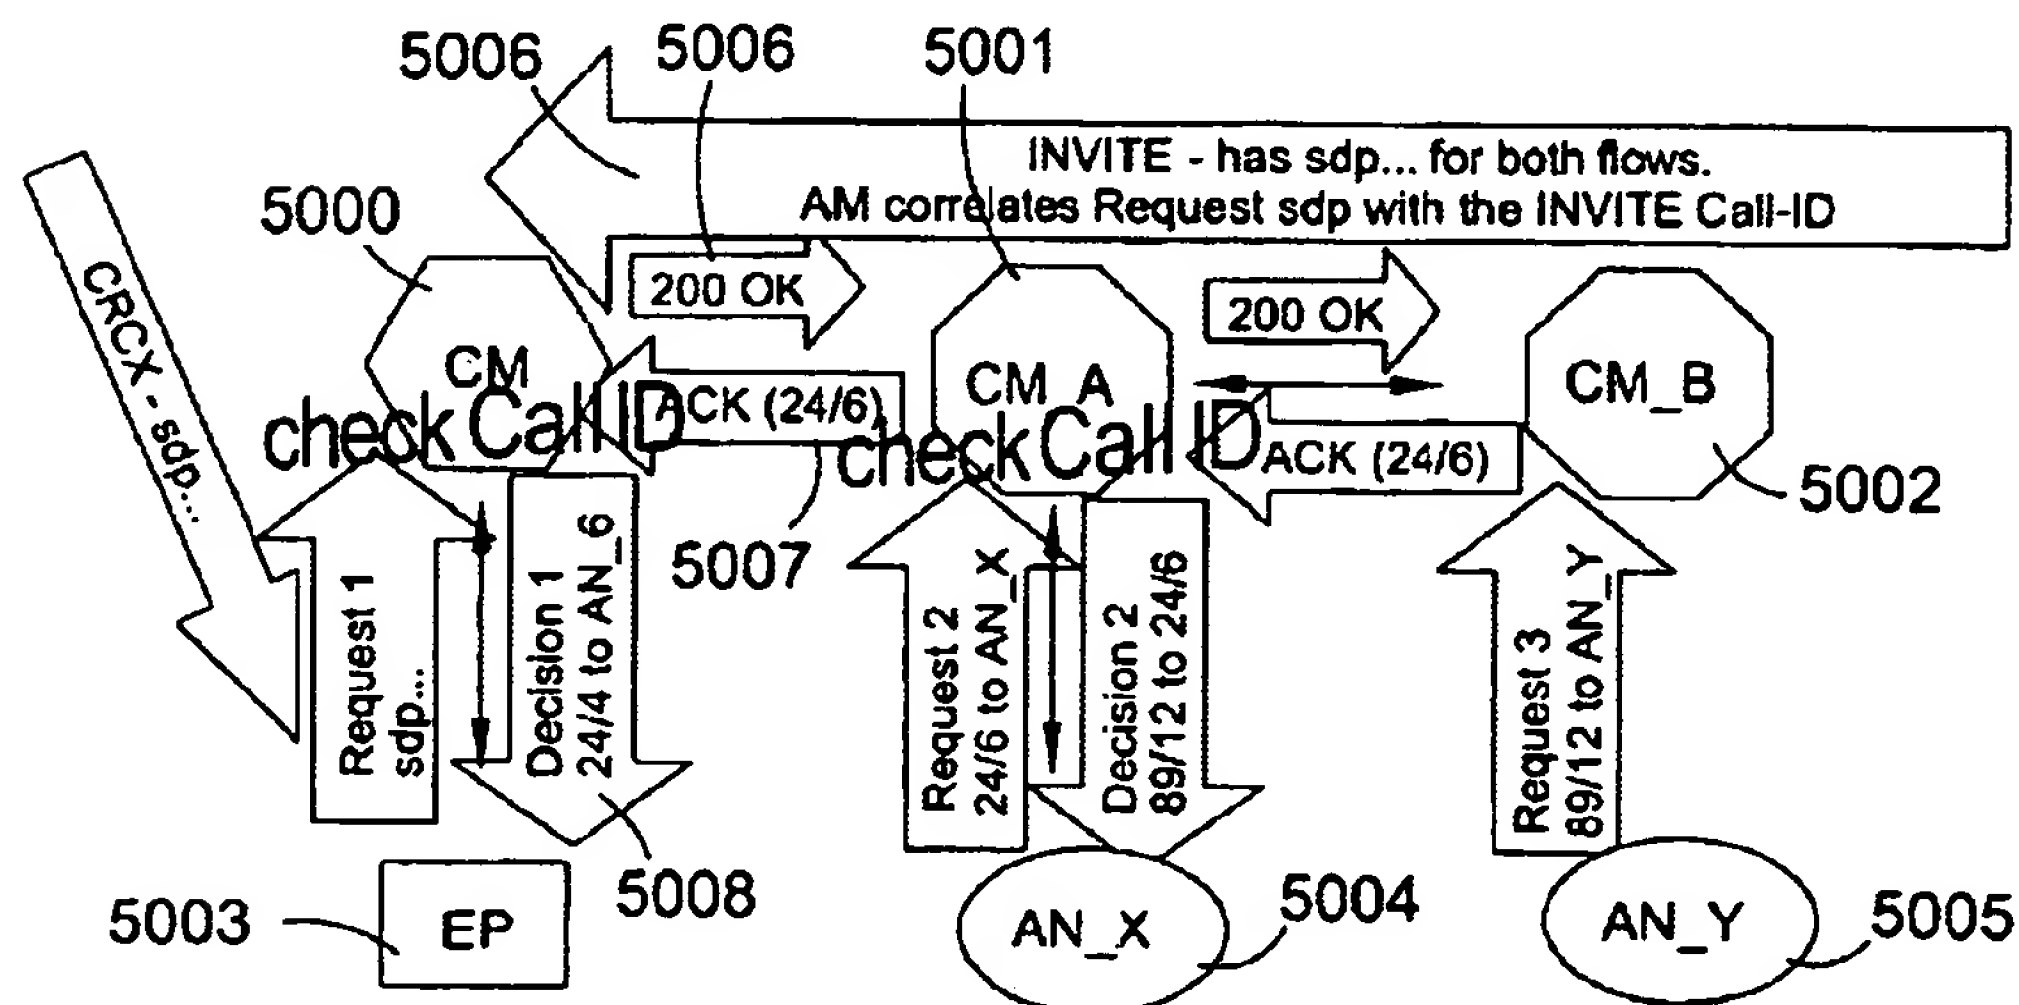 5006
5006
5001
INVITE - has sdp... for both flows.
AM correlates Request sdp with the INVITE Call-ID
5000
CRCX - sdp...
200 OK
200 OK
CM
CM_A
CM_B
check Call ID
ACK (24/6)
check Call ID
ACK (24/6)
5002
5007
Request 1
sdp...
Decision 1
24/4 to AN_6
Request 2
24/6 to AN_X
Decision 2
89/12 to 24/6
Request 3
89/12 to AN_Y
5003
EP
5008
AN_X
5004
AN_Y
5005